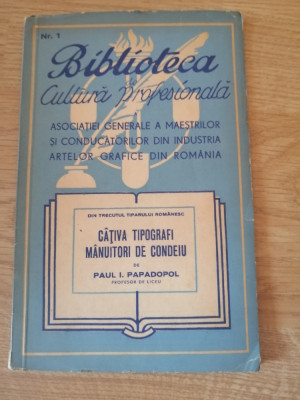 Nr. 1
Biblioteca
Cultură profesională
ASOCIAȚIEI GENERALE A MAESTRILOR
ȘI CONDUCĂTORILOR DIN INDUSTRIA
ARTELOR GRAFICE DIN ROMÂNIA
DIN TRECUTUL TIPARULUI ROMÂNESC
CÂȚIVA TIPOGRAFI
MÂNUITORI DE CONDEIU
DE
PAUL I. PAPADOPOL
PROFESOR DE LICEU